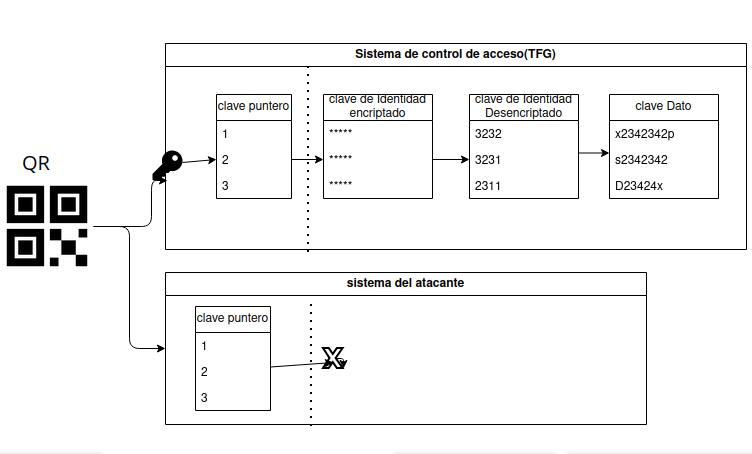 Sistema de control de acceso(TFG)
clave puntero
1
2
3
clave de Identidad
encriptado
*****
*****
*****
clave de Identidad
Desencriptado
3232
3231
2311
clave Dato
x2342342p
s2342342
D23424x
QR
sistema del atacante
clave puntero
1
2
3
X